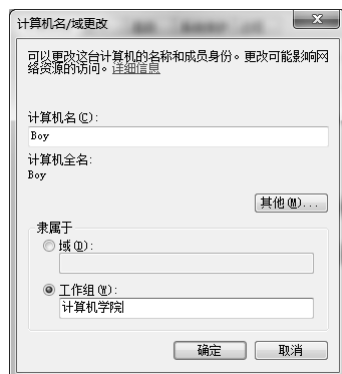 计算机名/域更改
可以更改这台计算机的名称和成员身份。更改可能影响网
络资源的访问。详细信息
计算机名(C):
Boy
计算机全名:
Boy
其他(M)...
隶属于
域(D):
工作组(W):
计算机学院
确定
取消